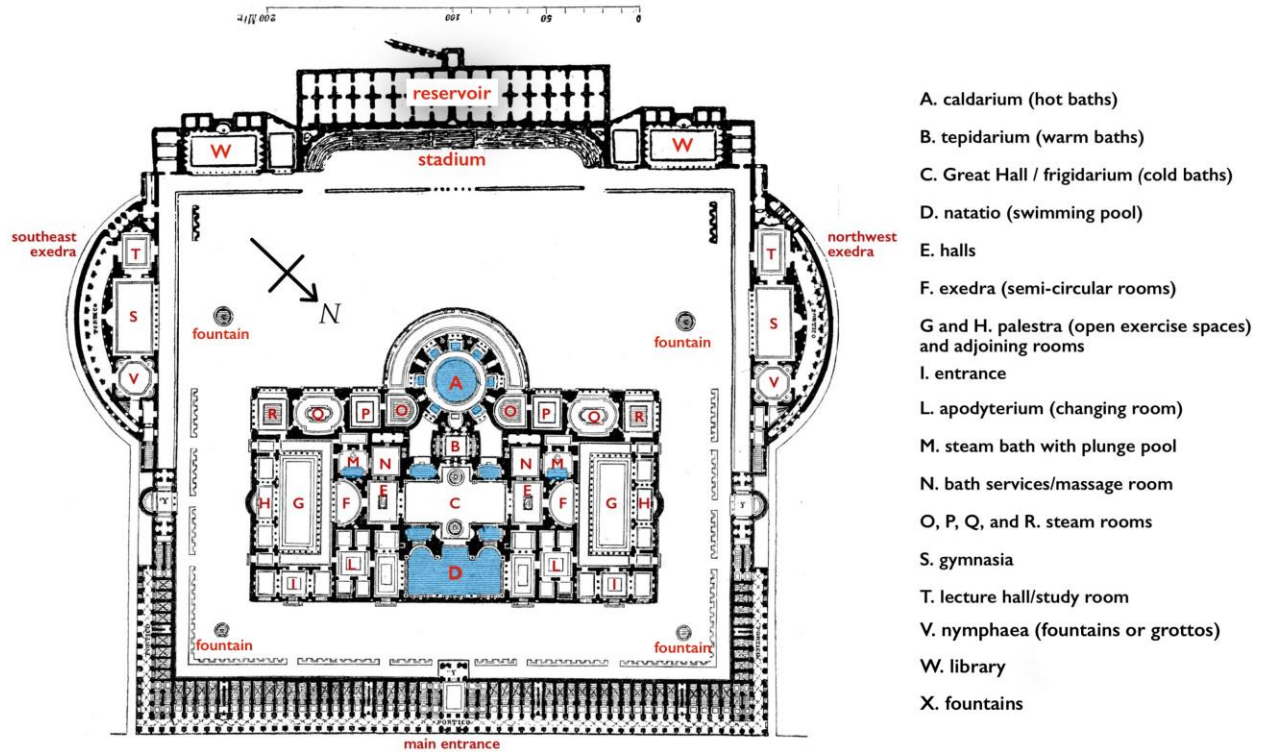 200 Mtr. 100 50 0
reservoir
W W
stadium
southeast
exedra
northwest
exedra
T T
N
S S
fountain fountain
V V
A
R Q P O O P Q R
B
M N N M
H G F E C E F G H
L L
D
I I
fountain fountain
PORTICO
main entrance
A. caldarium (hot baths)
B. tepidarium (warm baths)
C. Great Hall / frigidarium (cold baths)
D. natatio (swimming pool)
E. halls
F. exedra (semi-circular rooms)
G and H. palestra (open exercise spaces)
and adjoining rooms
I. entrance
L. apodyterium (changing room)
M. steam bath with plunge pool
N. bath services/massage room
O, P, Q, and R. steam rooms
S. gymnasia
T. lecture hall/study room
V. nymphaea (fountains or grottos)
W. library
X. fountains